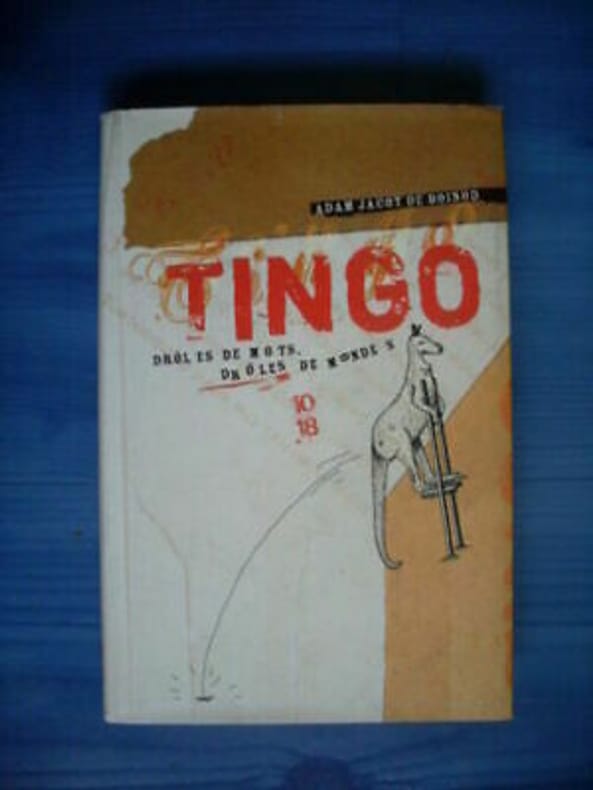 ADAM JACOT DE BOINOD
TINGO
DRÔLES DE MOTS,
DRÔLES DE MONDES
10
18